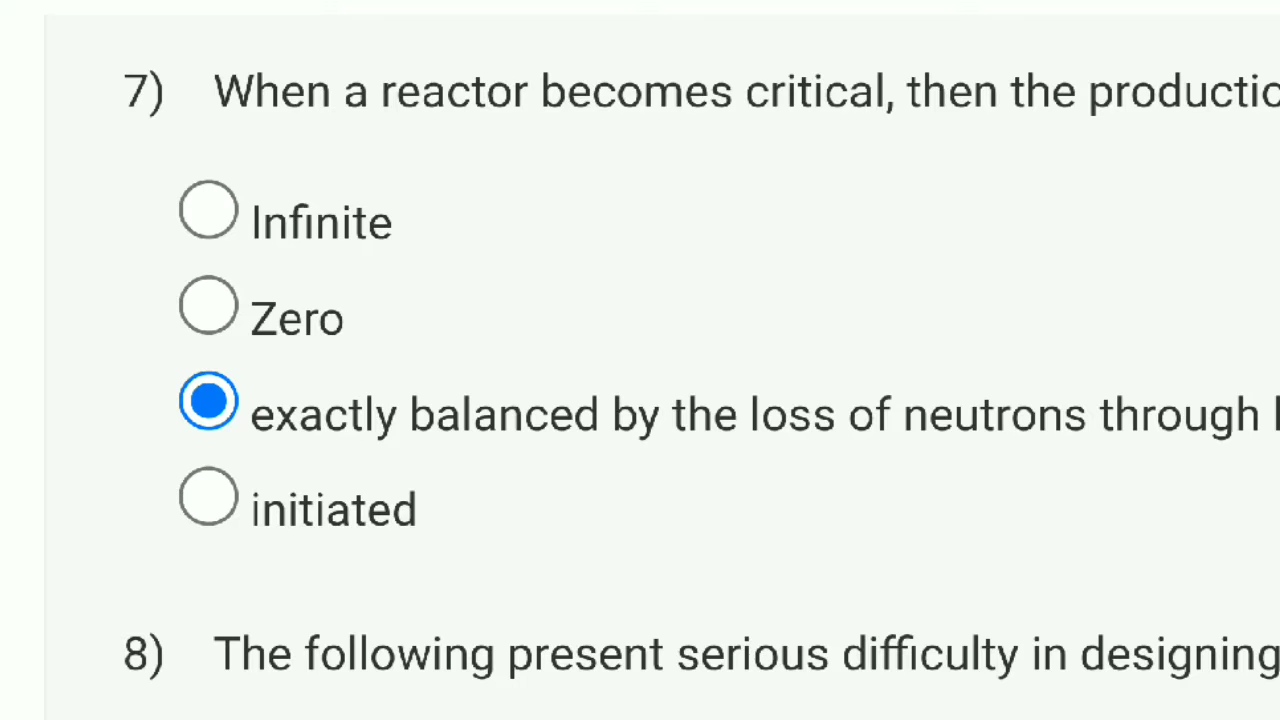 7) When a reactor becomes critical, then the productio
Infinite
Zero
exactly balanced by the loss of neutrons through
initiated
8) The following present serious difficulty in designing